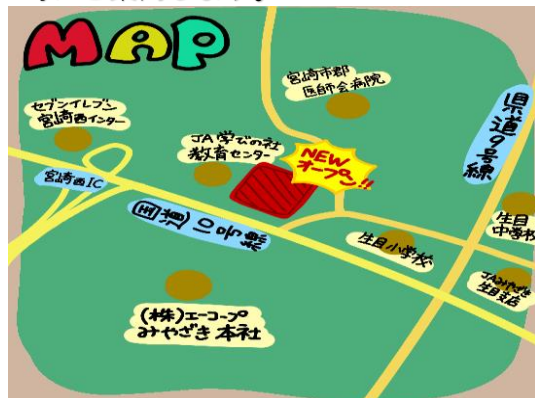 MAP
宮崎市郡
医師会病院
セブンイレブン
宮崎西インター
県道9号線
JA学びの杜
教育センター
NEW
オープン!!
宮崎西IC
国道10号線
生目
中学校
生目小学校
JAみやざき
生目支店
(株)エーコープ
みやざき本社